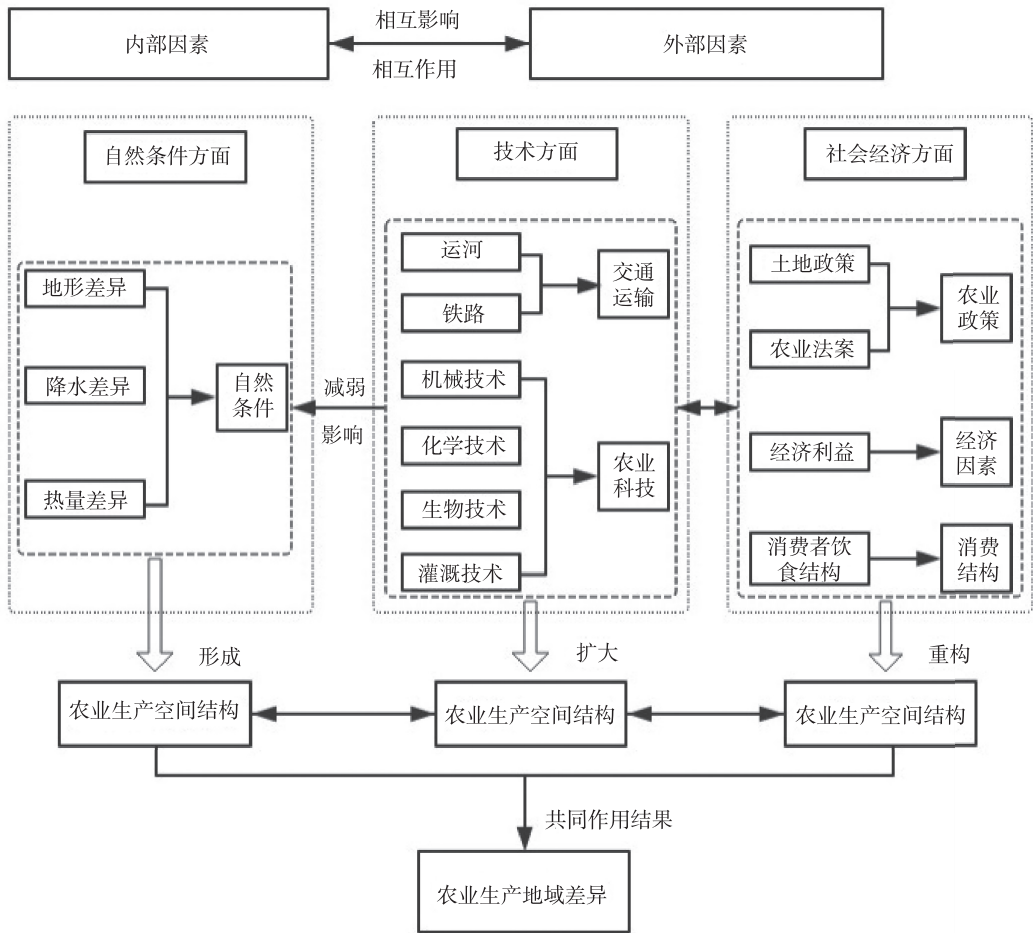 内部因素
相互影响
相互作用
外部因素
自然条件方面
地形差异
降水差异
热量差异
自然
条件
减弱
影响
技术方面
运河
铁路
交通
运输
机械技术
化学技术
生物技术
灌溉技术
农业
科技
社会经济方面
土地政策
农业法案
农业
政策
经济利益
经济
因素
消费者饮
食结构
消费
结构
形成
扩大
重构
农业生产空间结构
农业生产空间结构
农业生产空间结构
共同作用结果
农业生产地域差异